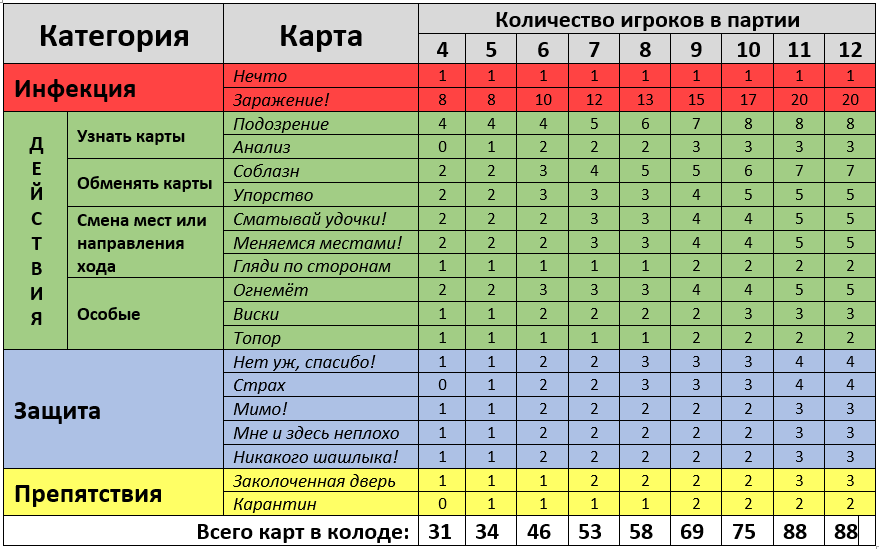 Категория Карта Количество игроков в партии
4 5 6 7 8 9 10 11 12
Инфекция
Нечто 1 1 1 1 1 1 1 1 1
Заражение! 8 8 10 12 13 15 17 20 20
ДЕЙСТВИЯ
Узнать карты
Подозрение 4 4 4 5 6 7 8 8 8
Анализ 0 1 2 2 2 3 3 3 3
Обменять карты
Соблазн 2 2 3 4 5 5 6 7 7
Упорство 2 2 3 3 3 4 5 5 5
Смена мест или
направления
хода
Сматывай удочки! 2 2 2 3 3 4 4 5 5
Меняемся местами! 2 2 2 3 3 4 4 5 5
Гляди по сторонам 1 1 1 1 1 2 2 2 2
Особые
Огнемёт 2 2 3 3 3 4 4 5 5
Виски 1 1 2 2 2 2 3 3 3
Топор 1 1 1 1 1 2 2 2 2
Защита
Нет уж, спасибо! 1 1 2 2 3 3 3 4 4
Страх 0 1 2 2 3 3 3 4 4
Мимо! 1 1 2 2 2 2 2 3 3
Мне и здесь неплохо 1 1 2 2 2 2 2 3 3
Никакого шашлыка! 1 1 2 2 2 2 2 3 3
Препятствия
Заколоченная дверь 1 1 1 2 2 2 2 3 3
Карантин 0 1 1 1 1 2 2 2 2
Всего карт в колоде: 31 34 46 53 58 69 75 88 88